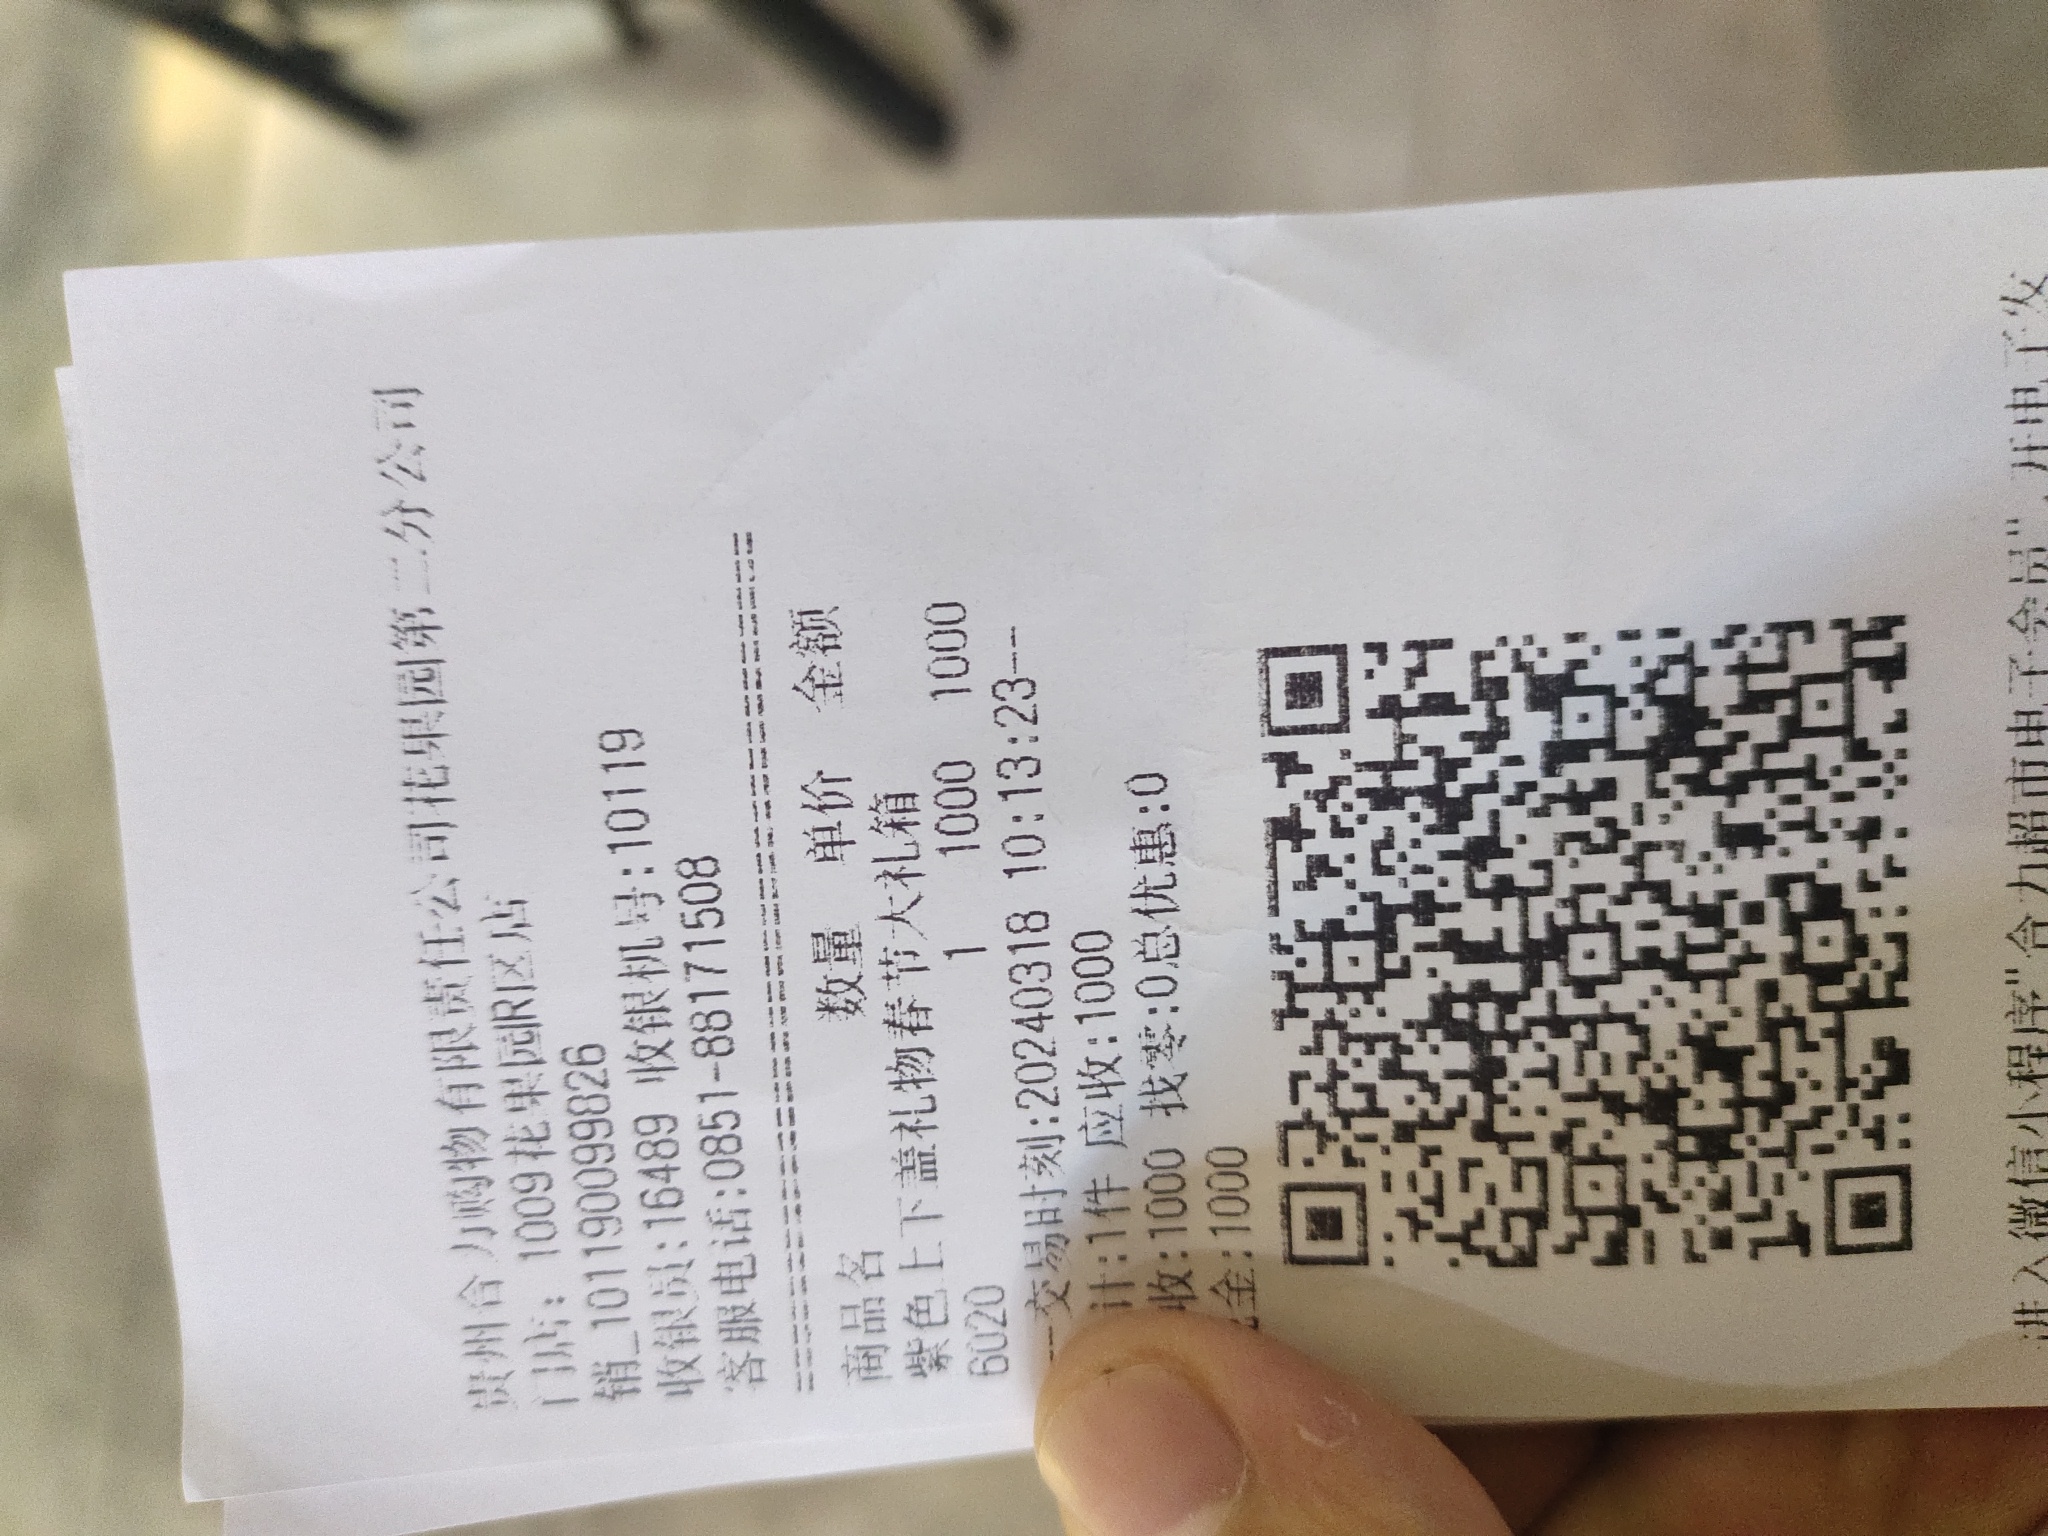 贵州合力购物有限责任公司花果园第二分公司
门店: 1009花果园R区店
销_101190099826
收银员:16489 收银机号:10119
客服电话:0851-88171508
商品名 数量 单价 金额
紫色上下盖礼物春节大礼箱
6020 1 1000 1000
--交易时刻:20240318 10:13:23--
计:1件 应收:1000
收:1000 找零:0总优惠:0
金:1000
进入微信小程序"合力超市电子会员",开电子发